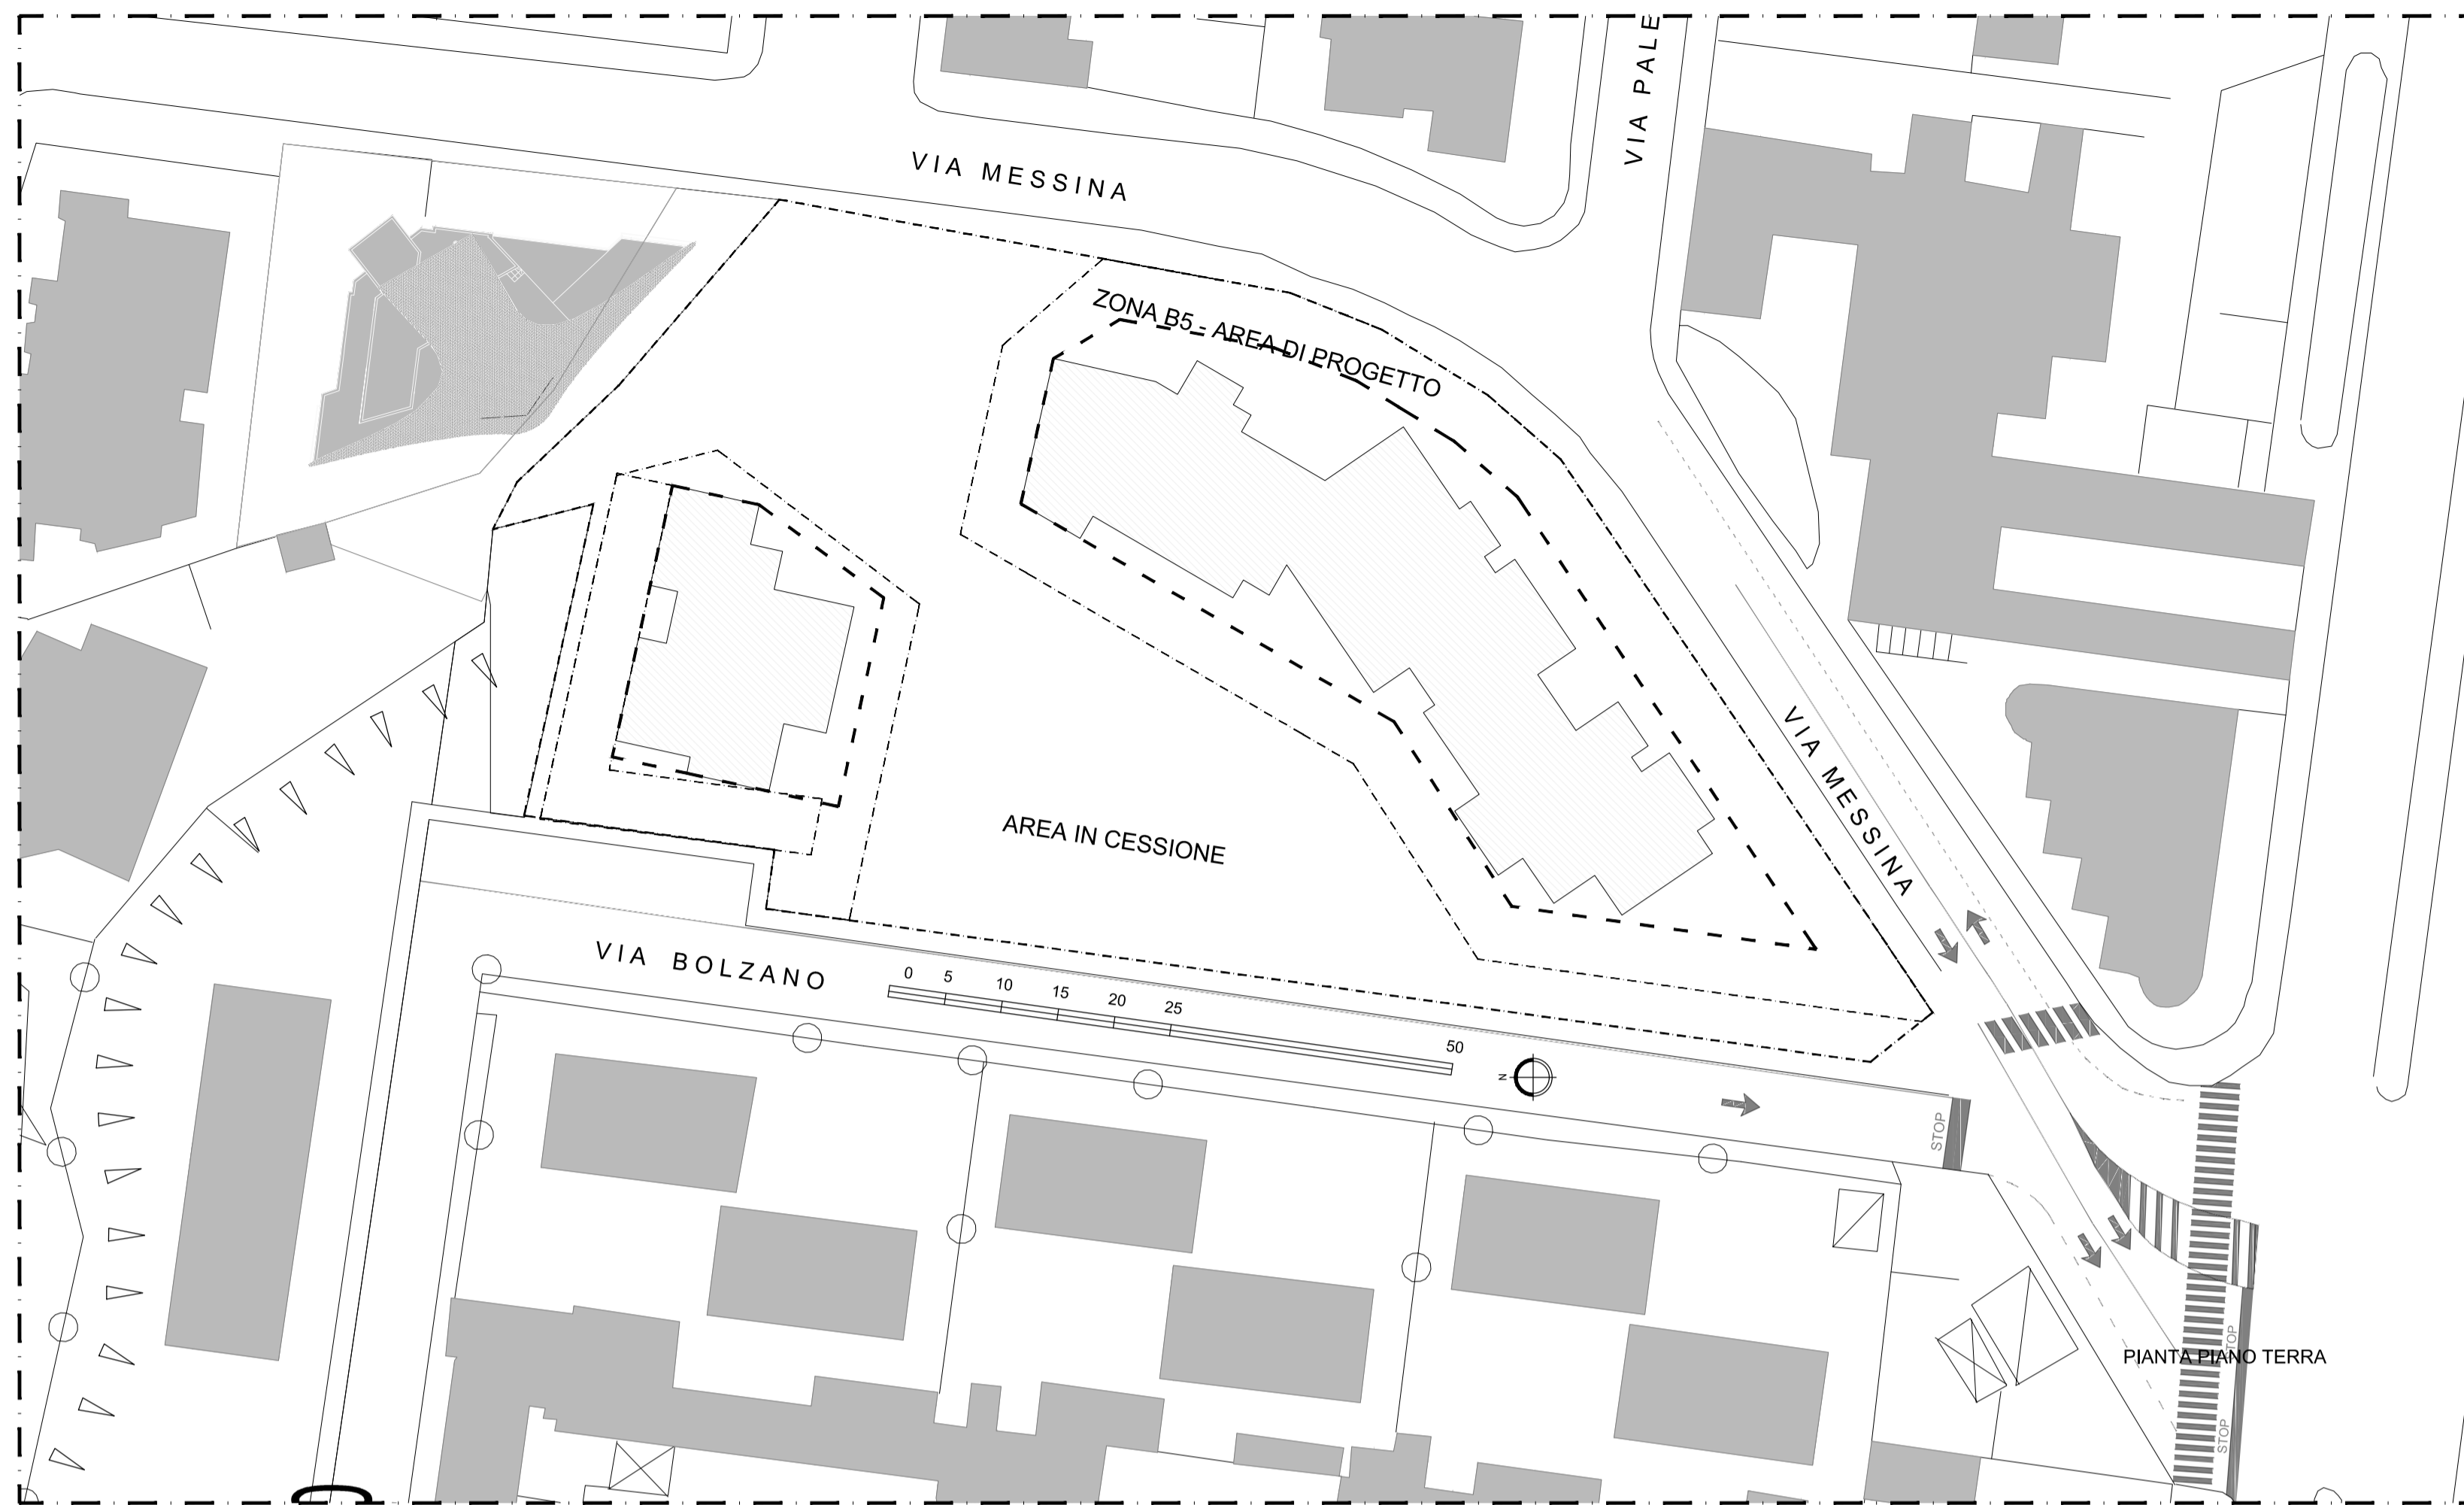 VIA PALE
VIA MESSINA
ZONA B5 - AREA DI PROGETTO
VIA MESSINA
AREA IN CESSIONE
VIA BOLZANO
0 5 10 15 20 25 50
N
STOP
STOP
PIANTA PIANO TERRA
STOP